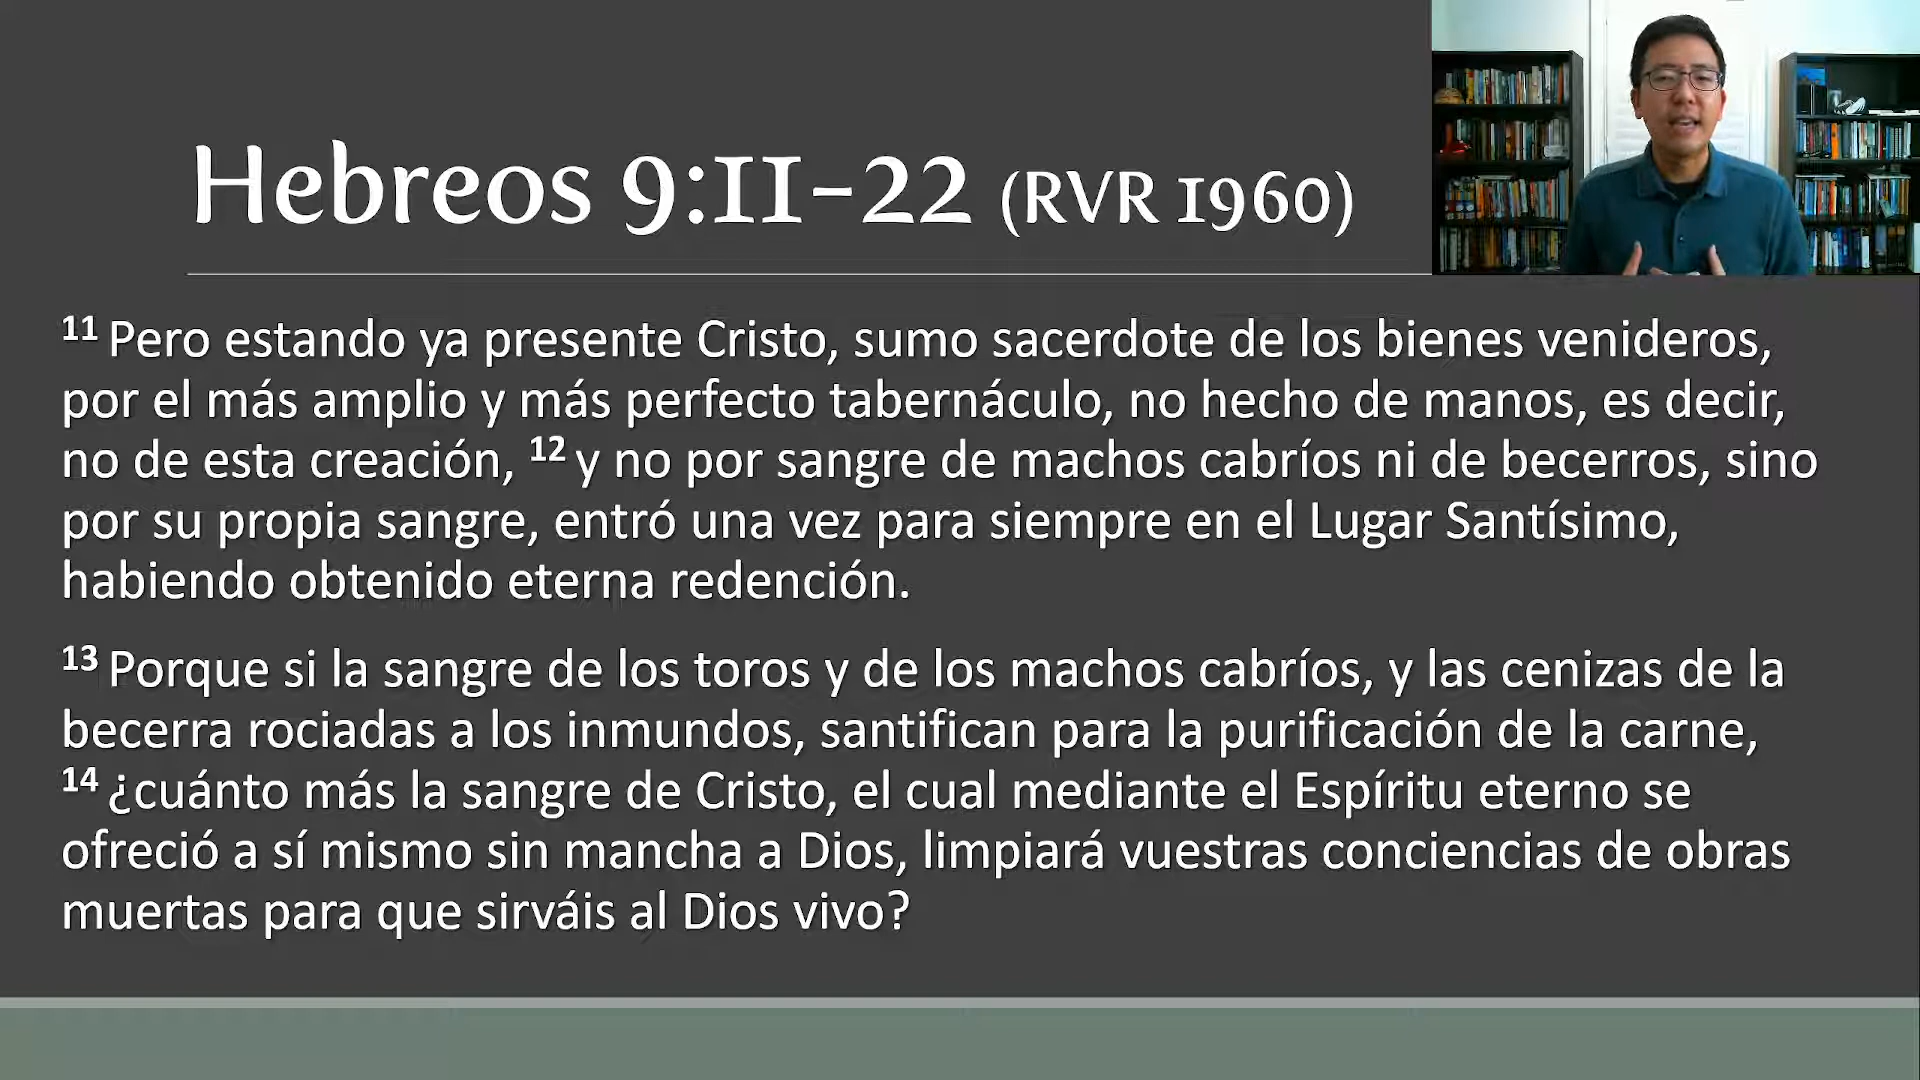 Hebreos 9:11-22 (RVR 1960)
11 Pero estando ya presente Cristo, sumo sacerdote de los bienes venideros,
por el más amplio y más perfecto tabernáculo, no hecho de manos, es decir,
no de esta creación, 12 y no por sangre de machos cabríos ni de becerros, sino
por su propia sangre, entró una vez para siempre en el Lugar Santísimo,
habiendo obtenido eterna redención.
13 Porque si la sangre de los toros y de los machos cabríos, y las cenizas de la
becerra rociadas a los inmundos, santifican para la purificación de la carne,
14 ¿cuánto más la sangre de Cristo, el cual mediante el Espíritu eterno se
ofreció a sí mismo sin mancha a Dios, limpiará vuestras conciencias de obras
muertas para que sirváis al Dios vivo?